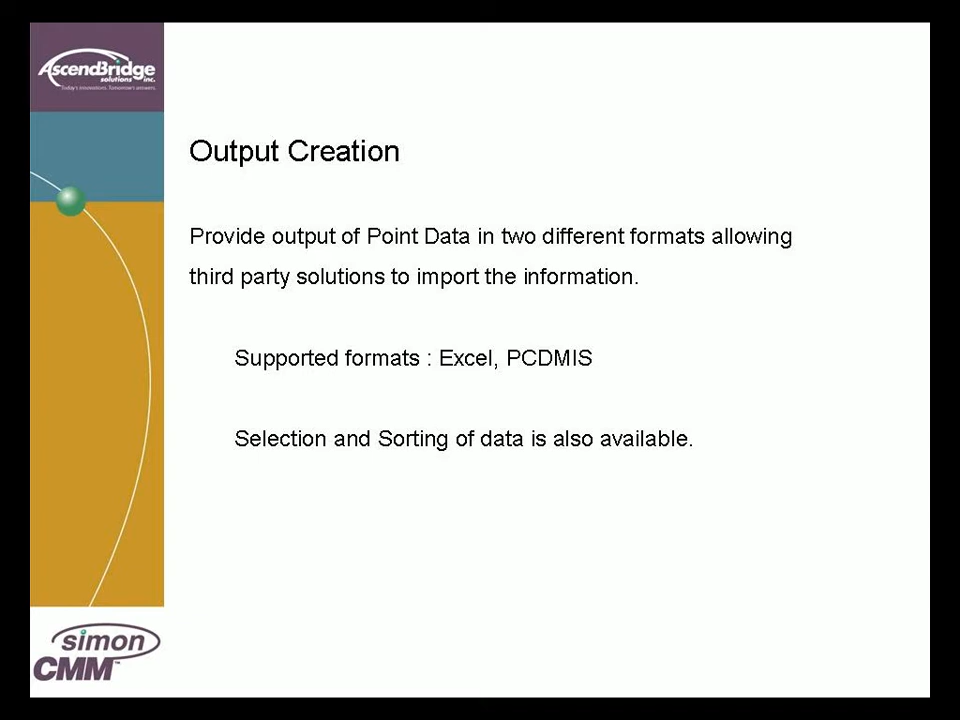 AscendBridge
solutions inc.
Today's innovations. Tomorrow's answers.
Output Creation
Provide output of Point Data in two different formats allowing
third party solutions to import the information.
Supported formats : Excel, PCDMIS
Selection and Sorting of data is also available.
simon
CMM™